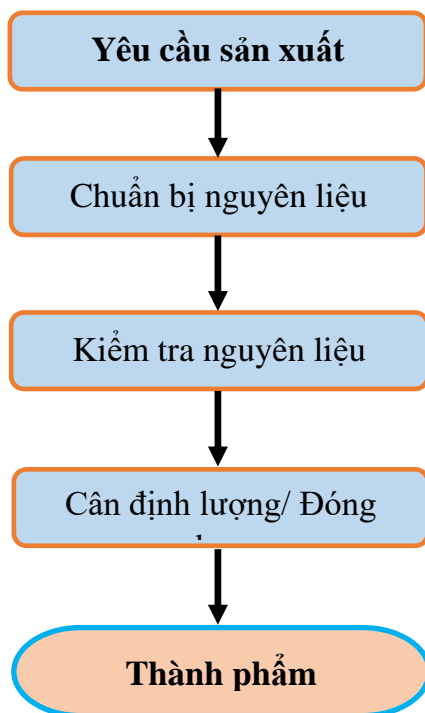 Yêu cầu sản xuất
Chuẩn bị nguyên liệu
Kiểm tra nguyên liệu
Cân định lượng/ Đóng
Thành phẩm